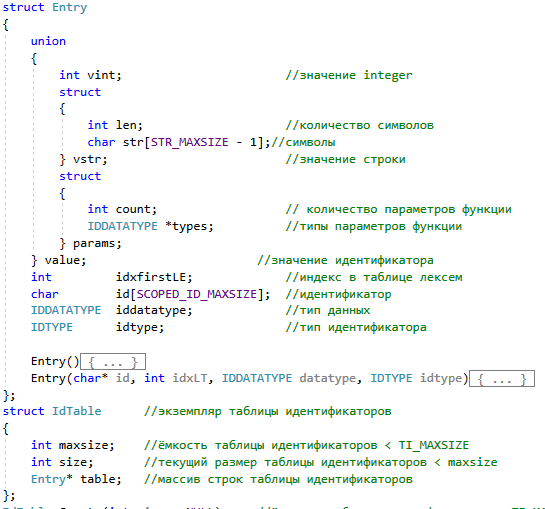 struct Entry
{
union
{
int vint; //значение integer
struct
{
int len; //количество символов
char str[STR_MAXSIZE - 1];//символы
} vstr; //значение строки
struct
{
int count; // количество параметров функции
IDDATATYPE *types; //типы параметров функции
} params;
} value; //значение идентификатора
int idxfirstLE; //индекс в таблице лексем
char id[SCOPED_ID_MAXSIZE]; //идентификатор
IDDATATYPE iddatatype; //тип данных
IDTYPE idtype; //тип идентификатора
Entry(){ ... }
Entry(char* id, int idxLT, IDDATATYPE datatype, IDTYPE idtype){ ... }
};
struct IdTable //экземпляр таблицы идентификаторов
{
int maxsize; //ёмкость таблицы идентификаторов < TI_MAXSIZE
int size; //текущий размер таблицы идентификаторов < maxsize
Entry* table; //массив строк таблицы идентификаторов
};